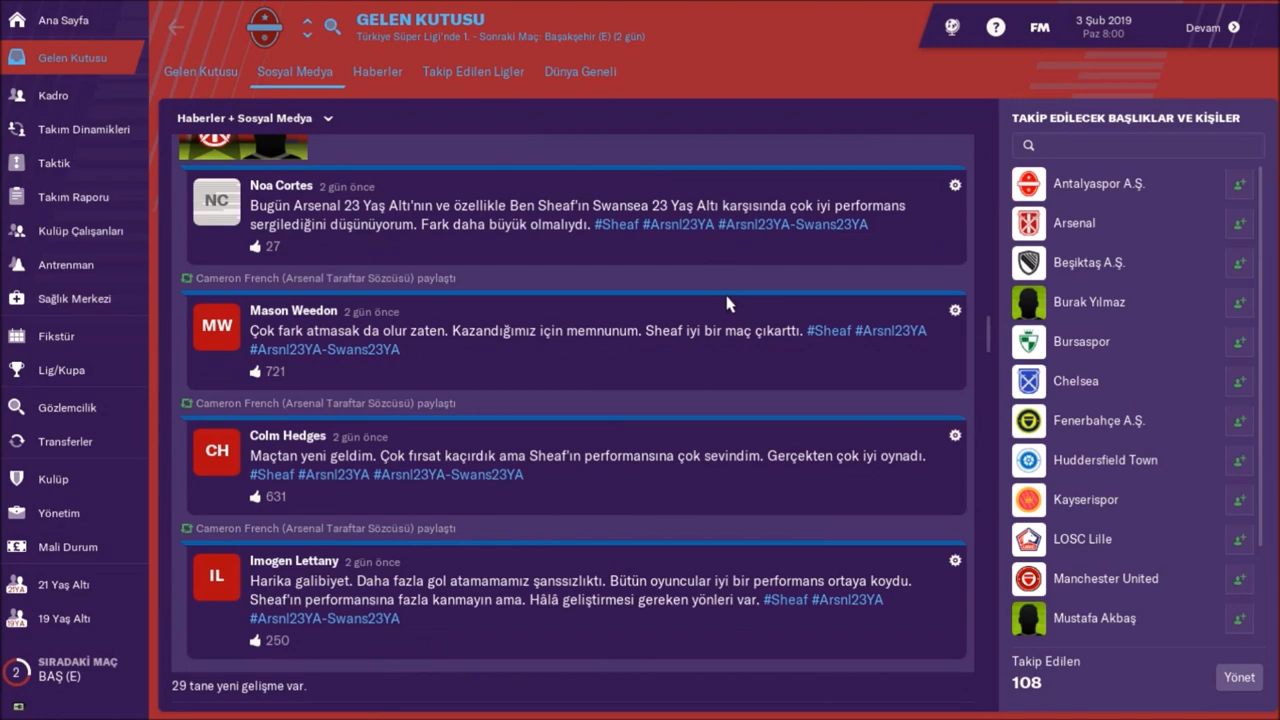 Ana Sayfa
Gelen Kutusu
Kadro
Takım Dinamikleri
Taktik
Takım Raporu
Kulüp Çalışanları
Antrenman
Sağlık Merkezi
Fikstür
Lig/Kupa
Gözlemcilik
Transferler
Kulüp
Yönetim
Mali Durum
21YA
21 Yaş Altı
19YA
19 Yaş Altı
2
SIRADAKİ MAÇ
BAŞ (E)
GELEN KUTUSU
Türkiye Süper Ligi'nde 1. - Sonraki Maç: Başakşehir (E) (2 gün)
?
FM
3 Şub 2019
Paz 8:00
Devam
Gelen Kutusu
Sosyal Medya
Haberler
Takip Edilen Ligler
Dünya Geneli
Haberler + Sosyal Medya
NC
Noa Cortes 2 gün önce
Bugün Arsenal 23 Yaş Altı'nın ve özellikle Ben Sheaf'ın Swansea 23 Yaş Altı karşısında çok iyi performans
sergilediğini düşünüyorum. Fark daha büyük olmalıydı. #Sheaf #Arsnl23YA #Arsnl23YA-Swans23YA
27
Cameron French (Arsenal Taraftar Sözcüsü) paylaştı
MW
Mason Weedon 2 gün önce
Çok fark atmasak da olur zaten. Kazandığımız için memnunum. Sheaf iyi bir maç çıkarttı. #Sheaf #Arsnl23YA
#Arsnl23YA-Swans23YA
721
Cameron French (Arsenal Taraftar Sözcüsü) paylaştı
CH
Colm Hedges 2 gün önce
Maçtan yeni geldim. Çok fırsat kaçırdık ama Sheaf'ın performansına çok sevindim. Gerçekten çok iyi oynadı.
#Sheaf #Arsnl23YA #Arsnl23YA-Swans23YA
631
Cameron French (Arsenal Taraftar Sözcüsü) paylaştı
IL
Imogen Lettany 2 gün önce
Harika galibiyet. Daha fazla gol atamamamız şanssızlıktı. Bütün oyuncular iyi bir performans ortaya koydu.
Sheaf'ın performansına fazla kanmayın ama. Hâlâ geliştirmesi gereken yönleri var. #Sheaf #Arsnl23YA
#Arsnl23YA-Swans23YA
250
29 tane yeni gelişme var.
TAKİP EDİLECEK BAŞLIKLAR VE KİŞİLER
Antalyaspor A.Ş.
Arsenal
Beşiktaş A.Ş.
Burak Yılmaz
Bursaspor
Chelsea
Fenerbahçe A.Ş.
Huddersfield Town
Kayserispor
LOSC Lille
Manchester United
Mustafa Akbaş
Takip Edilen
108
Yönet